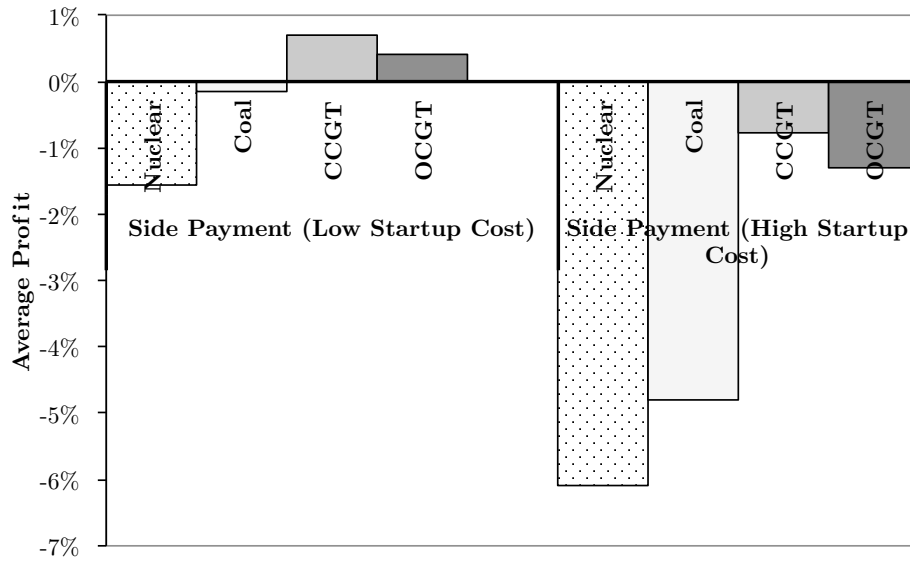 1%
0%
-1%
-2%
-3%
-4%
-5%
-6%
-7%
Average Profit
Nuclear
Coal
CCGT
OCGT
Side Payment (Low Startup Cost)
Nuclear
Coal
CCGT
OCGT
Side Payment (High Startup
Cost)